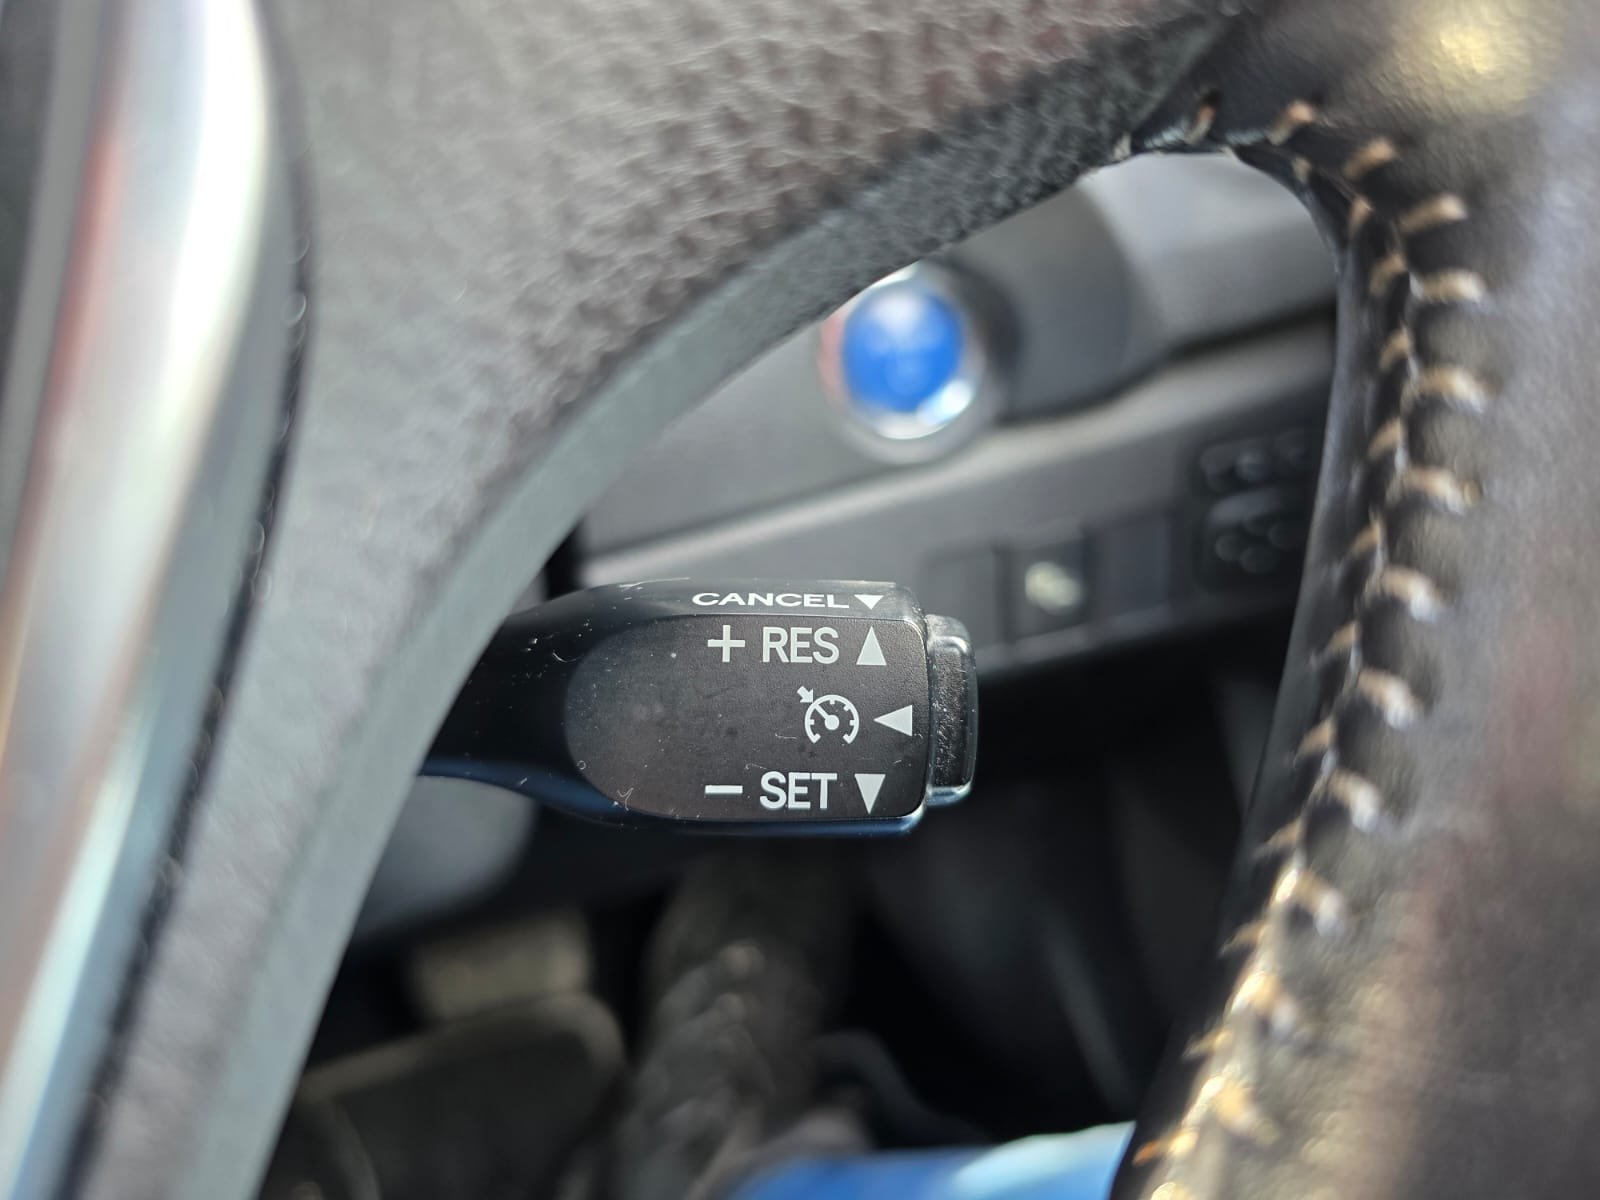 CANCEL▼
+ RES ▲
◀
− SET ▼